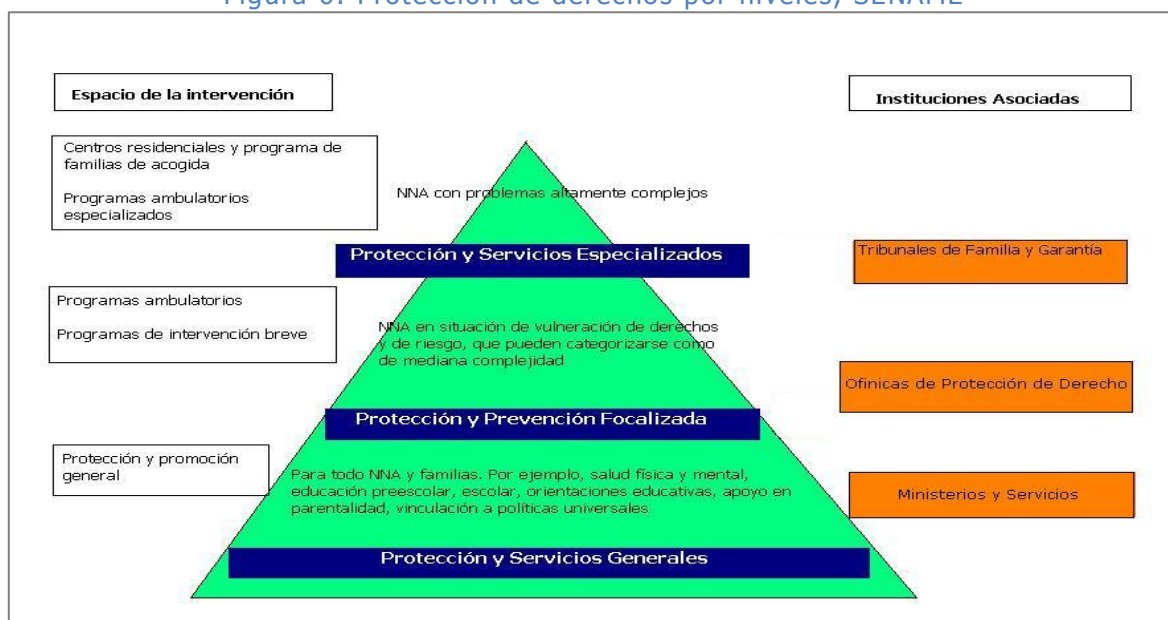 Figura 6. Protección de derechos por niveles, SENAME
Espacio de la intervención
Instituciones Asociadas
Centros residenciales y programa de
familias de acogida
Programas ambulatorios
especializados
NNA con problemas altamente complejos
Protección y Servicios Especializados
Tribunales de Familia y Garantía
Programas ambulatorios
Programas de intervención breve
NNA en situación de vulneración de derechos
y de riesgo, que pueden categorizarse como
de mediana complejidad
Ofinicas de Protección de Derecho
Protección y Prevención Focalizada
Protección y promoción
general
Para todo NNA y familias. Por ejemplo, salud física y mental,
educación preescolar, escolar, orientaciones educativas, apoyo en
parentalidad, vinculación a políticas universales
Ministerios y Servicios
Protección y Servicios Generales